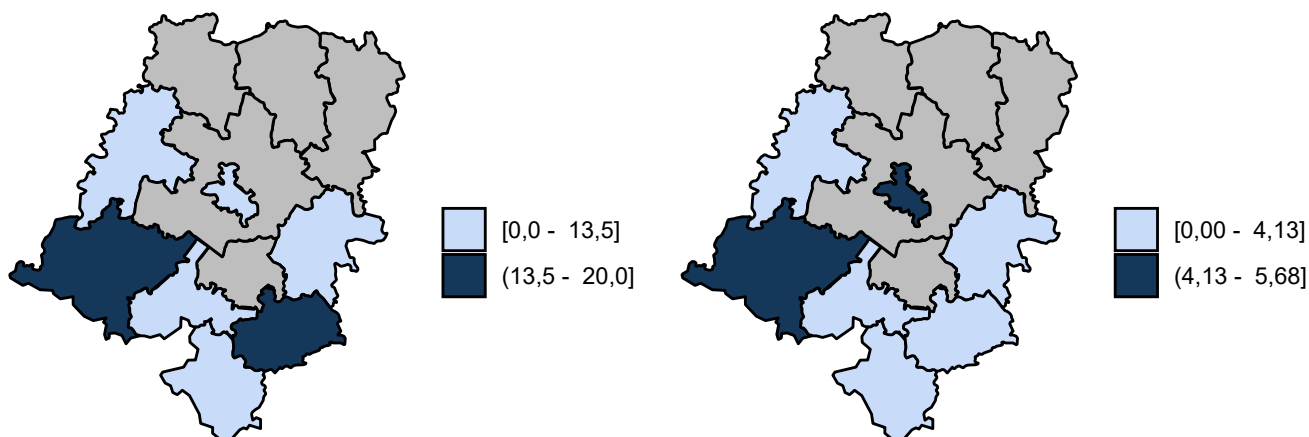 [0,0 - 13,5]
(13,5 - 20,0]
[0,00 - 4,13]
(4,13 - 5,68]